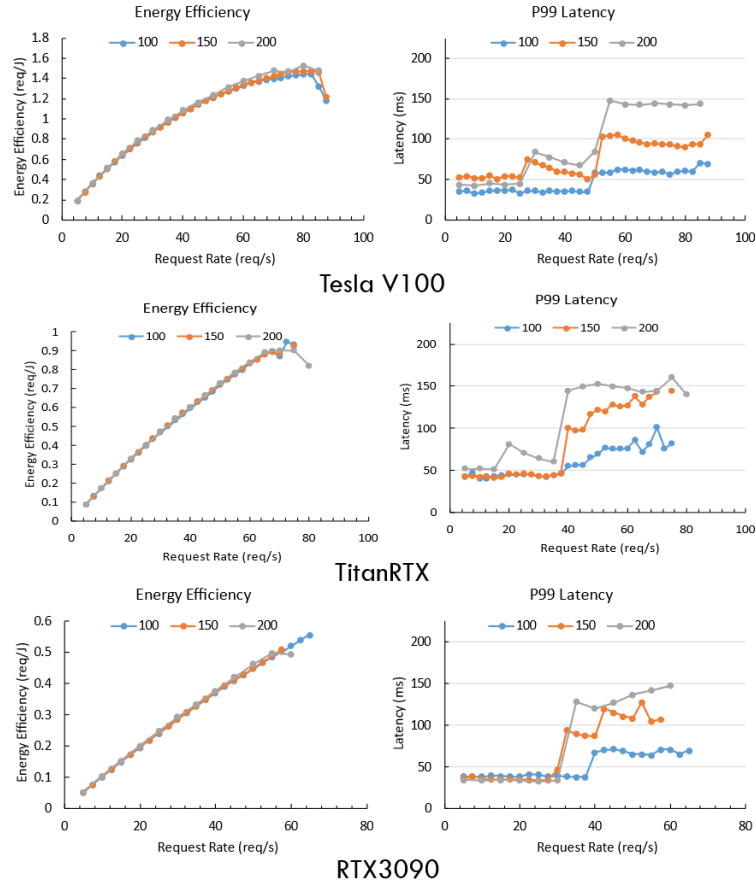 Energy Efficiency
100 150 200
Energy Efficiency (req/J)
1.8
1.6
1.4
1.2
1
0.8
0.6
0.4
0.2
0 20 40 60 80 100
Request Rate (req/s)
P99 Latency
100 150 200
Latency (ms)
200
150
100
50
0
0 20 40 60 80 100
Request Rate (req/s)
Tesla V100
Energy Efficiency
100 150 200
Energy Efficiency (req/J)
1
0.9
0.8
0.7
0.6
0.5
0.4
0.3
0.2
0.1
0
0 20 40 60 80 100
Request Rate (req/s)
P99 Latency
100 150 200
Latency (ms)
200
150
100
50
0
0 20 40 60 80 100
Request Rate (req/s)
TitanRTX
Energy Efficiency
100 150 200
Energy Efficiency (req/J)
0.6
0.5
0.4
0.3
0.2
0.1
0
0 20 40 60 80
Request Rate (req/s)
P99 Latency
100 150 200
Latency (ms)
200
150
100
50
0
0 20 40 60 80
Request Rate (req/s)
RTX3090